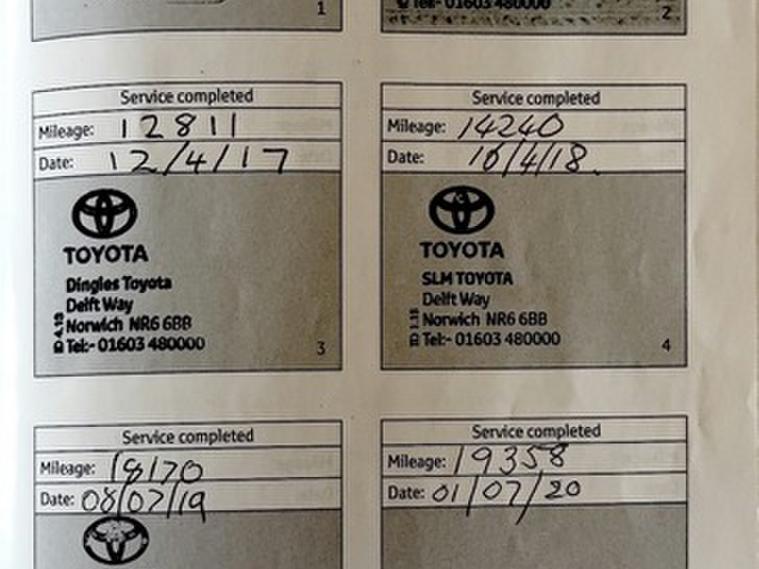 1
Tel:- 01603 480000
2
Service completed
Mileage: 12811
Date: 12/4/17
TOYOTA
Dingles Toyota
Delft Way
Norwich NR6 6BB
Tel:- 01603 480000
3
Service completed
Mileage: 14240
Date: 16/4/18.
TOYOTA
SLM TOYOTA
Delft Way
Norwich NR6 6BB
Tel:- 01603 480000
4
Service completed
Mileage: 18170
Date: 08/07/19
Service completed
Mileage: 19358
Date: 01/07/20